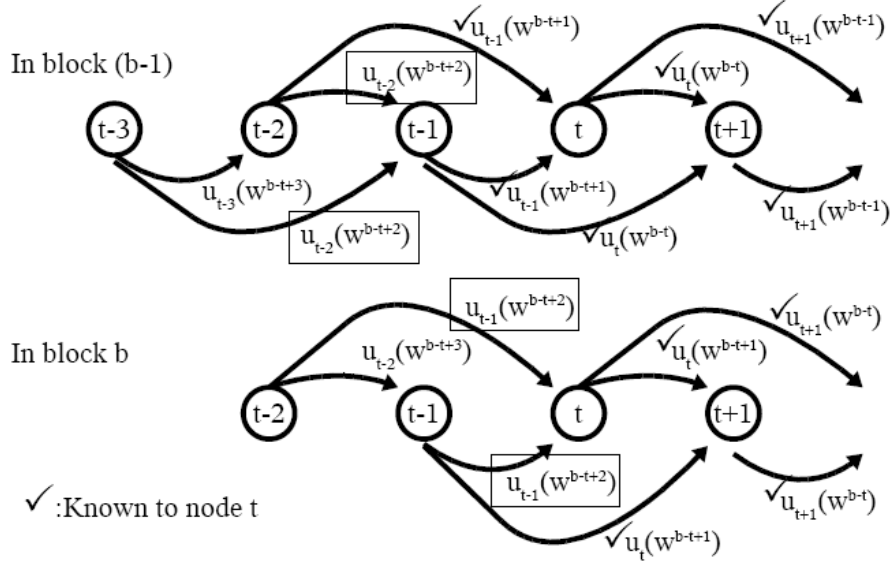 ✓u_{t-1}(w^{b-t+1}) ✓u_{t+1}(w^{b-t-1})
In block (b-1) u_{t-2}(w^{b-t+2}) ✓u_t(w^{b-t})
t-3 t-2 t-1 t t+1
u_{t-3}(w^{b-t+3}) ✓u_{t-1}(w^{b-t+1}) ✓u_{t+1}(w^{b-t-1})
u_{t-2}(w^{b-t+2}) ✓u_t(w^{b-t})
u_{t-1}(w^{b-t+2}) ✓u_{t+1}(w^{b-t})
In block b u_{t-2}(w^{b-t+3}) ✓u_t(w^{b-t+1})
t-2 t-1 t t+1
u_{t-1}(w^{b-t+2}) ✓u_{t+1}(w^{b-t})
✓:Known to node t ✓u_t(w^{b-t+1})